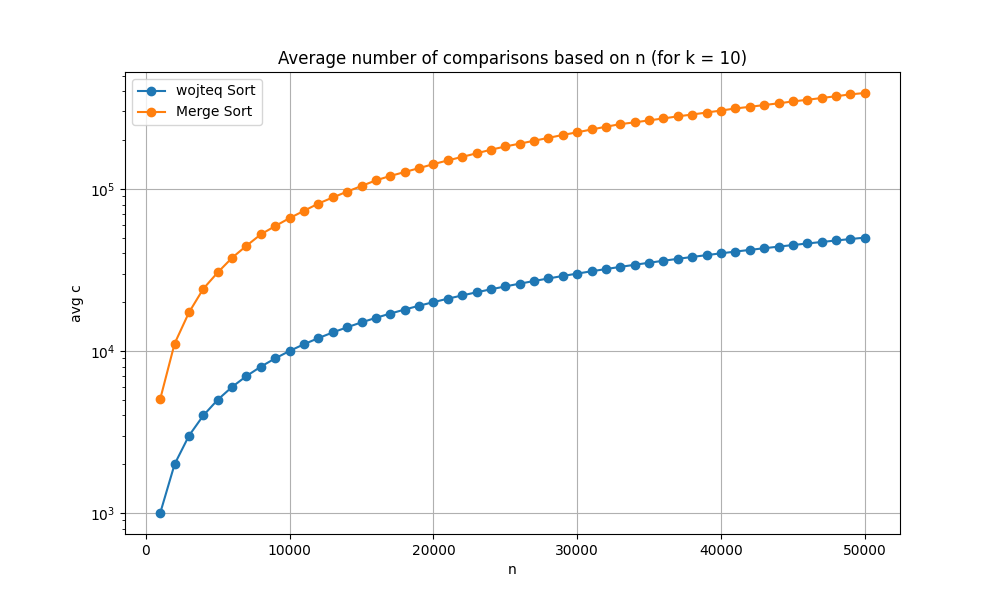 Average number of comparisons based on n (for k = 10)
wojteq Sort
Merge Sort
avg c
10^5
10^4
10^3
0 10000 20000 30000 40000 50000
n